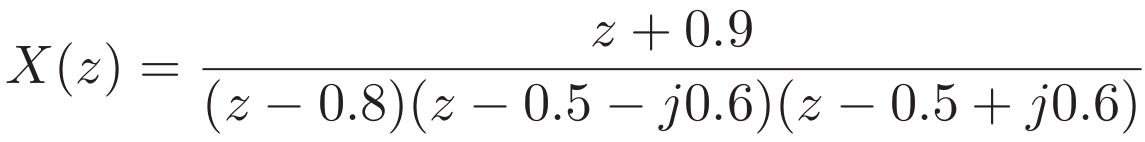 X(z) = \frac{z + 0.9}{(z - 0.8)(z - 0.5 - j0.6)(z - 0.5 + j0.6)}